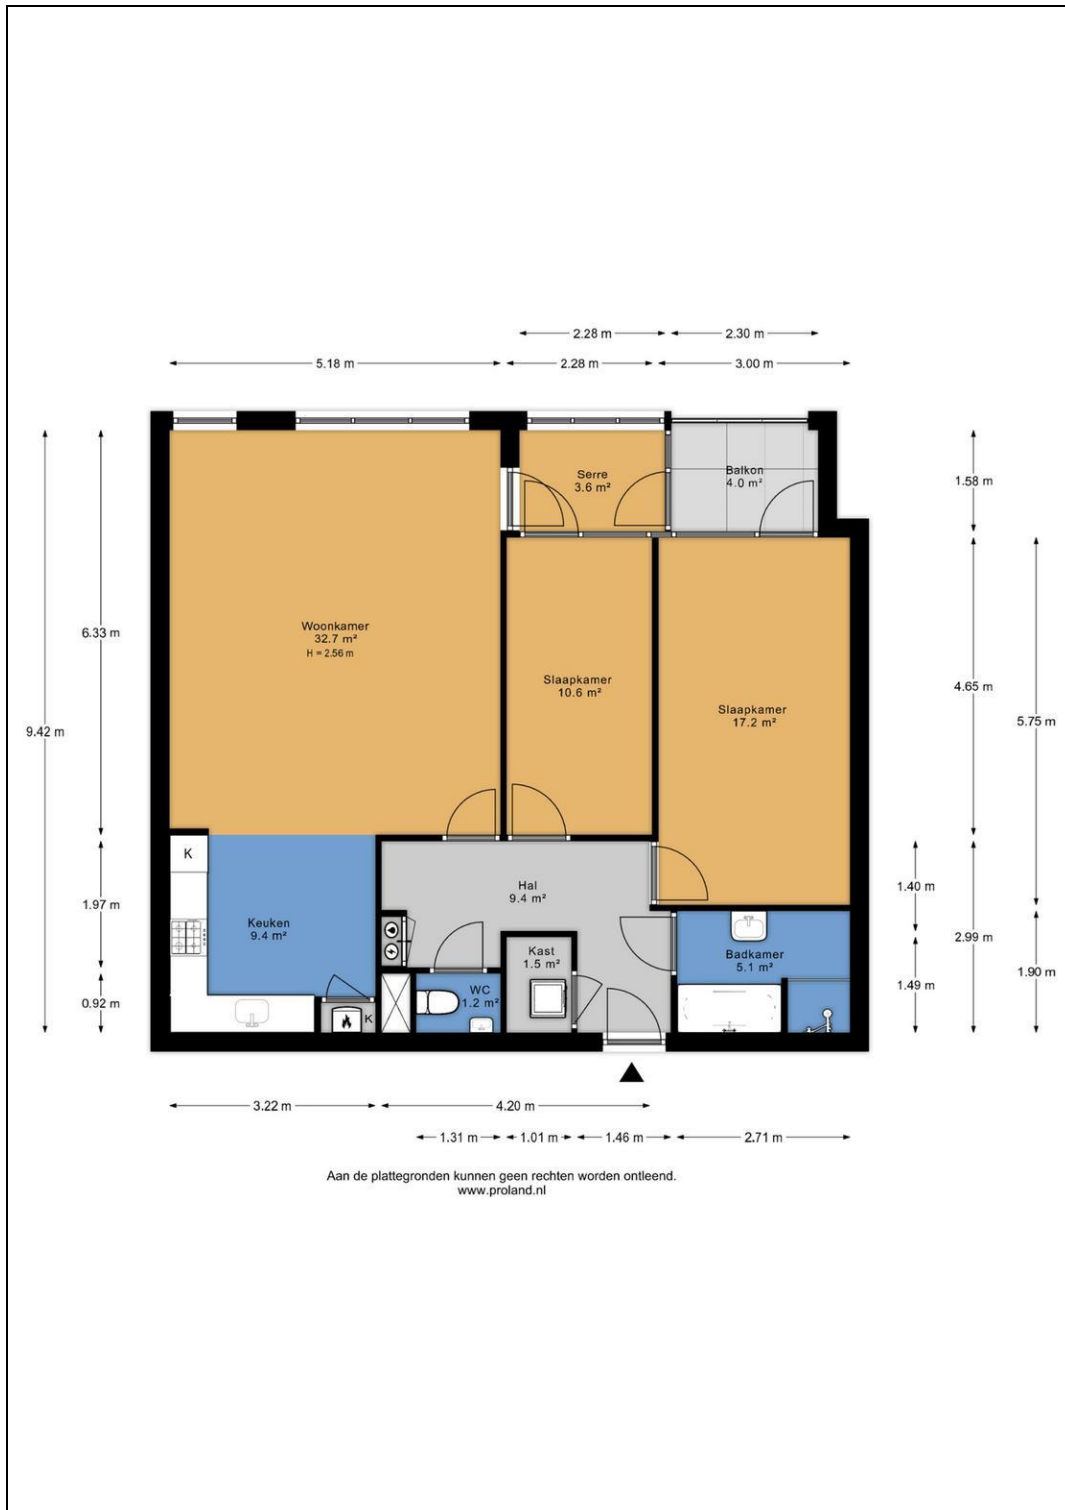 2.28 m
2.30 m
5.18 m
2.28 m
3.00 m
Serre
3.6 m²
Balkon
4.0 m²
1.58 m
Woonkamer
32.7 m²
H = 2.56 m
6.33 m
Slaapkamer
10.6 m²
Slaapkamer
17.2 m²
4.65 m
5.75 m
9.42 m
K
Hal
9.4 m²
1.40 m
1.97 m
Keuken
9.4 m²
2.99 m
Kast
1.5 m²
Badkamer
5.1 m²
1.90 m
1.49 m
WC
1.2 m²
0.92 m
K
3.22 m
4.20 m
1.31 m
1.01 m
1.46 m
2.71 m
Aan de plattegronden kunnen geen rechten worden ontleend.
www.proland.nl